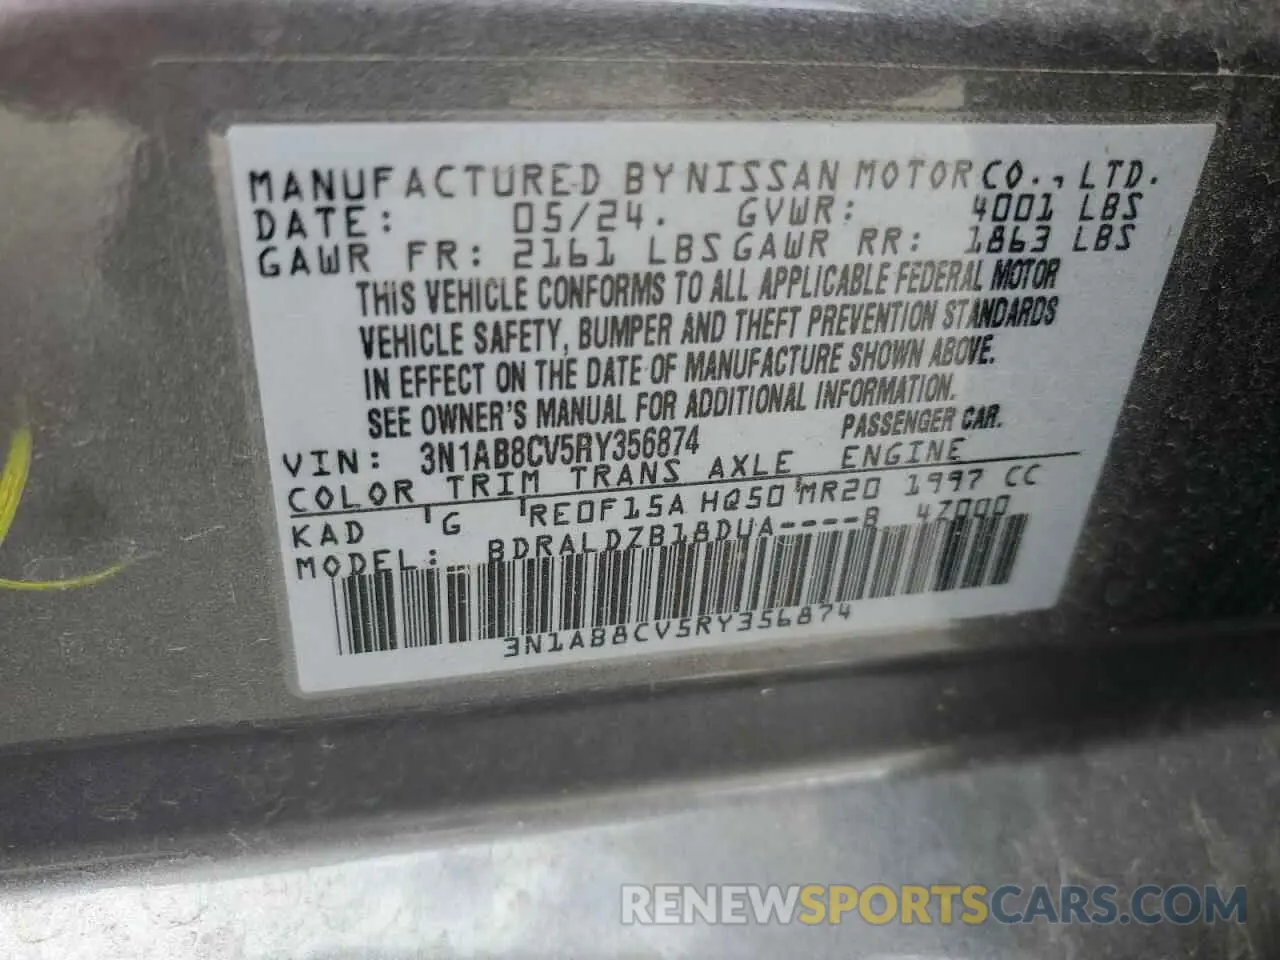 MANUFACTURED BY NISSAN MOTOR CO., LTD.
DATE: 05/24. GVWR: 4001 LBS
GAWR FR: 2161 LBS GAWR RR: 1863 LBS
THIS VEHICLE CONFORMS TO ALL APPLICABLE FEDERAL MOTOR
VEHICLE SAFETY, BUMPER AND THEFT PREVENTION STANDARDS
IN EFFECT ON THE DATE OF MANUFACTURE SHOWN ABOVE.
SEE OWNER'S MANUAL FOR ADDITIONAL INFORMATION.
VIN: 3N1AB8CV5RY356874 PASSENGER CAR.
COLOR TRIM TRANS AXLE ENGINE
KAD G RE0F15A HQ50 MR20 1997 CC
MODEL: BDRALDZB18DUA----B 47000
3N1AB8CV5RY356874
RENEWSPORTSCARS.COM